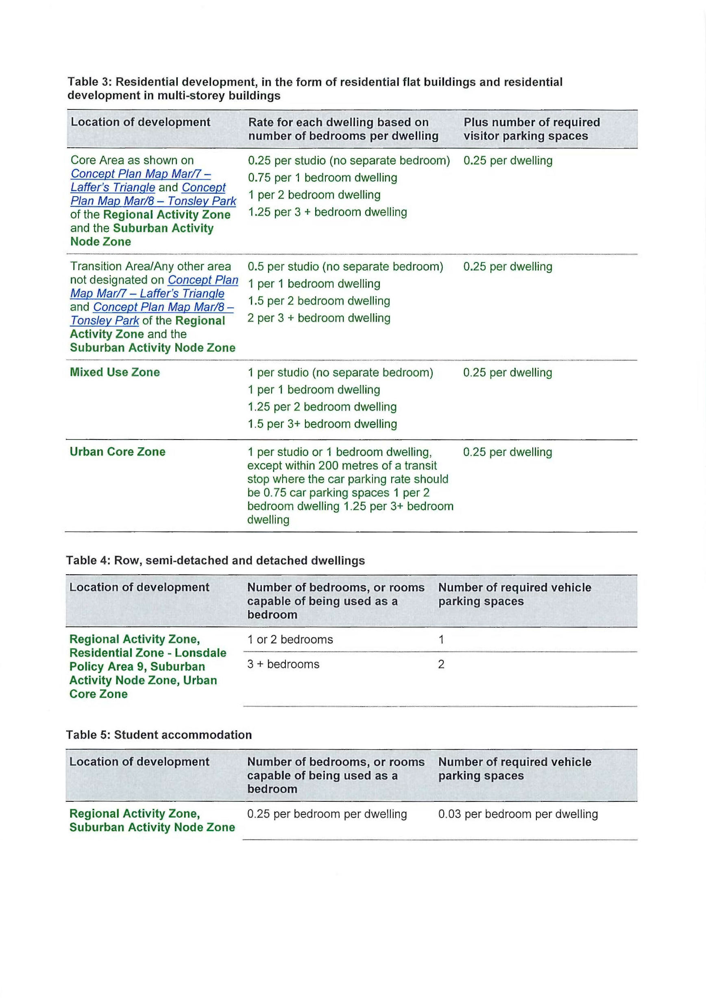 Table 3: Residential development, in the form of residential flat buildings and residential
development in multi-storey buildings
Location of development
Rate for each dwelling based on
number of bedrooms per dwelling
Plus number of required
visitor parking spaces
Core Area as shown on
Concept Plan Map Mar/7 –
Laffer's Triangle and Concept
Plan Map Mar/8 – Tonsley Park
of the Regional Activity Zone
and the Suburban Activity
Node Zone
0.25 per studio (no separate bedroom)
0.75 per 1 bedroom dwelling
1 per 2 bedroom dwelling
1.25 per 3 + bedroom dwelling
0.25 per dwelling
Transition Area/Any other area
not designated on Concept Plan
Map Mar/7 – Laffer's Triangle
and Concept Plan Map Mar/8 –
Tonsley Park of the Regional
Activity Zone and the
Suburban Activity Node Zone
0.5 per studio (no separate bedroom)
1 per 1 bedroom dwelling
1.5 per 2 bedroom dwelling
2 per 3 + bedroom dwelling
0.25 per dwelling
Mixed Use Zone
1 per studio (no separate bedroom)
1 per 1 bedroom dwelling
1.25 per 2 bedroom dwelling
1.5 per 3+ bedroom dwelling
0.25 per dwelling
Urban Core Zone
1 per studio or 1 bedroom dwelling,
except within 200 metres of a transit
stop where the car parking rate should
be 0.75 car parking spaces 1 per 2
bedroom dwelling 1.25 per 3+ bedroom
dwelling
0.25 per dwelling
Table 4: Row, semi-detached and detached dwellings
Location of development
Number of bedrooms, or rooms
capable of being used as a
bedroom
Number of required vehicle
parking spaces
Regional Activity Zone,
Residential Zone - Lonsdale
Policy Area 9, Suburban
Activity Node Zone, Urban
Core Zone
1 or 2 bedrooms
1
3 + bedrooms
2
Table 5: Student accommodation
Location of development
Number of bedrooms, or rooms
capable of being used as a
bedroom
Number of required vehicle
parking spaces
Regional Activity Zone,
Suburban Activity Node Zone
0.25 per bedroom per dwelling
0.03 per bedroom per dwelling